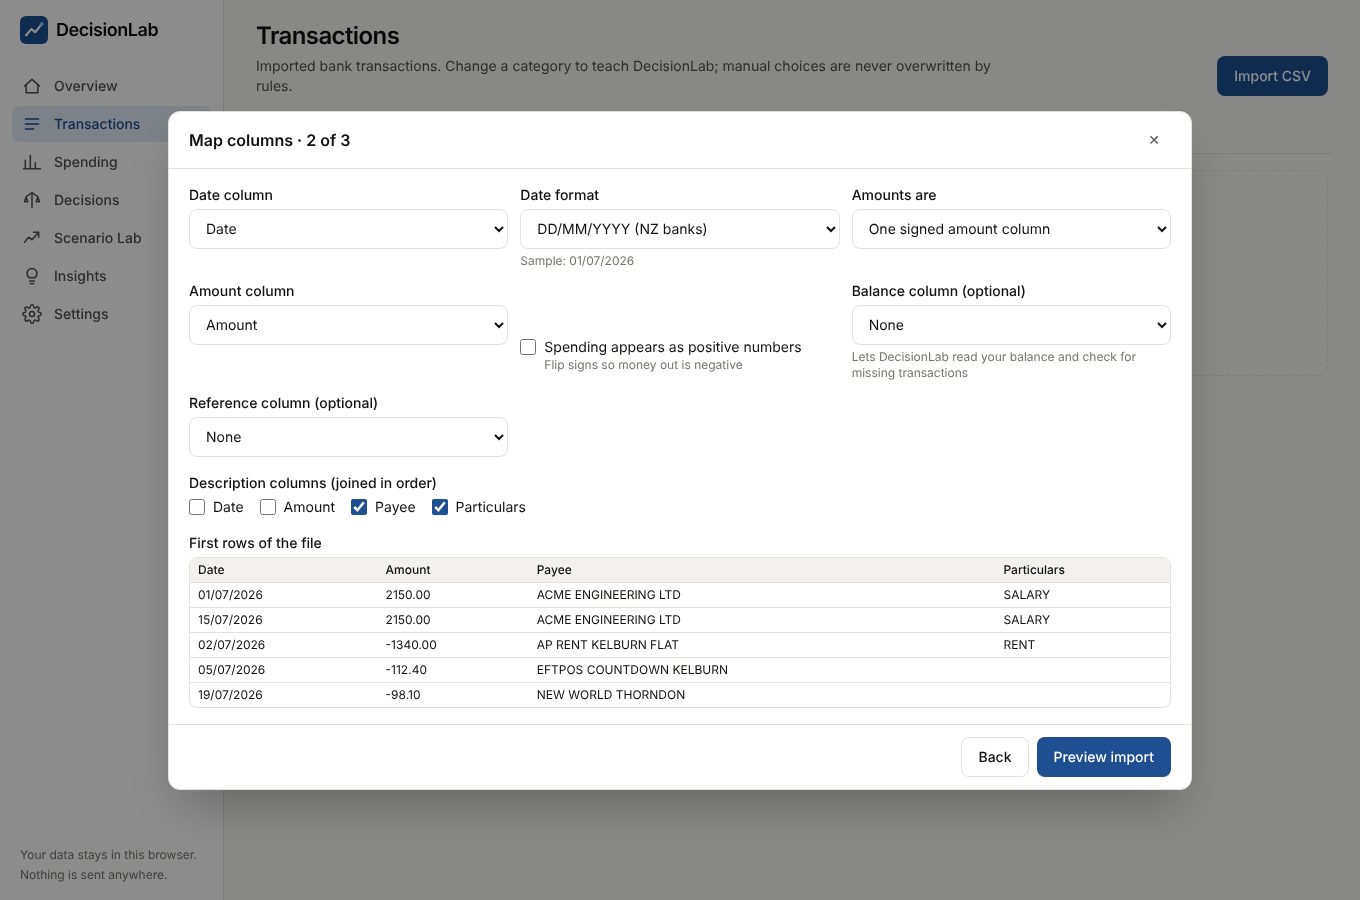 DecisionLab
Overview
Transactions
Spending
Decisions
Scenario Lab
Insights
Settings
Your data stays in this browser.
Nothing is sent anywhere.
Transactions
Imported bank transactions. Change a category to teach DecisionLab; manual choices are never overwritten by
rules.
Import CSV
Map columns · 2 of 3
×
Date column
Date
Date format
DD/MM/YYYY (NZ banks)
Sample: 01/07/2026
Amounts are
One signed amount column
Amount column
Amount
Spending appears as positive numbers
Flip signs so money out is negative
Balance column (optional)
None
Lets DecisionLab read your balance and check for
missing transactions
Reference column (optional)
None
Description columns (joined in order)
Date Amount Payee Particulars
First rows of the file
Date Amount Payee Particulars
01/07/2026 2150.00 ACME ENGINEERING LTD SALARY
15/07/2026 2150.00 ACME ENGINEERING LTD SALARY
02/07/2026 -1340.00 AP RENT KELBURN FLAT RENT
05/07/2026 -112.40 EFTPOS COUNTDOWN KELBURN
19/07/2026 -98.10 NEW WORLD THORNDON
Back
Preview import